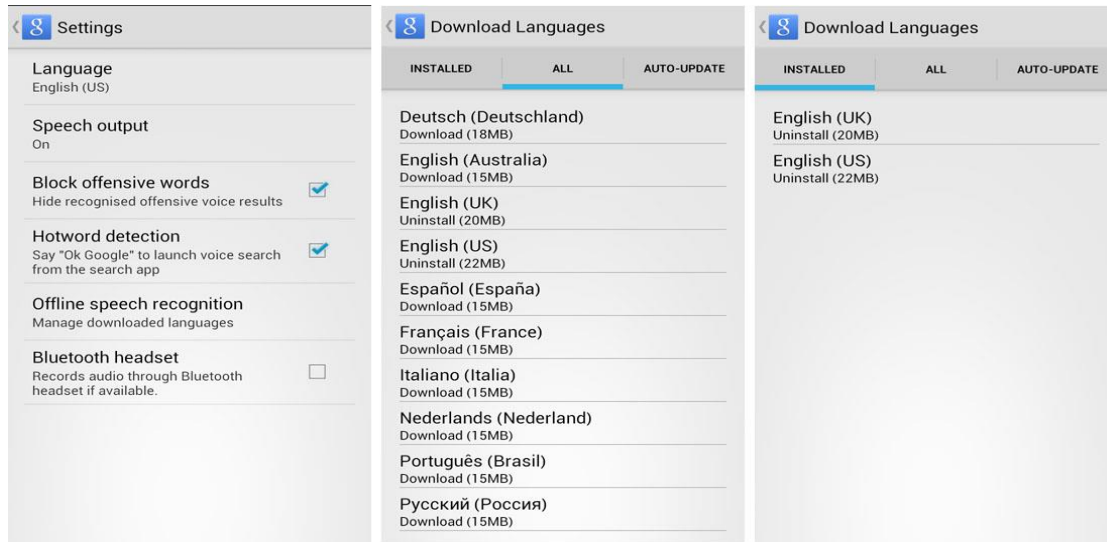 Settings
Language
English (US)
Speech output
On
Block offensive words
Hide recognised offensive voice results
Hotword detection
Say "Ok Google" to launch voice search
from the search app
Offline speech recognition
Manage downloaded languages
Bluetooth headset
Records audio through Bluetooth
headset if available.
Download Languages
INSTALLED ALL AUTO-UPDATE
Deutsch (Deutschland)
Download (18MB)
English (Australia)
Download (15MB)
English (UK)
Uninstall (20MB)
English (US)
Uninstall (22MB)
Español (España)
Download (15MB)
Français (France)
Download (15MB)
Italiano (Italia)
Download (15MB)
Nederlands (Nederland)
Download (15MB)
Português (Brasil)
Download (15MB)
Русский (Россия)
Download (15MB)
Download Languages
INSTALLED ALL AUTO-UPDATE
English (UK)
Uninstall (20MB)
English (US)
Uninstall (22MB)